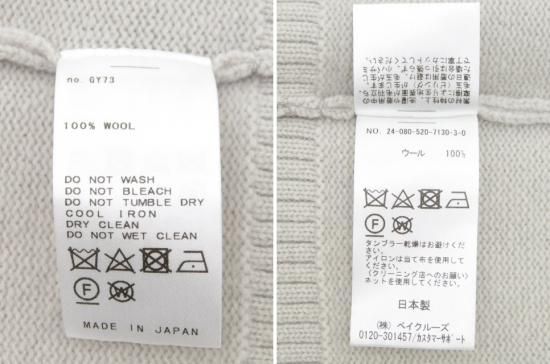 no. GY73
100% WOOL
DO NOT WASH
DO NOT BLEACH
DO NOT TUMBLE DRY
COOL IRON
DRY CLEAN
DO NOT WET CLEAN
F W
MADE IN JAPAN
NO. 24-080-520-7130-3-0
ウール 100%
F W
タンブラー乾燥はお避けくださ
い。
アイロンは当て布を使用して
ください。
(クリーニング店へのお願い)
ネットを使用してください。
日本製
(株) ベイクルーズ
0120-301457/カスタマーサポート